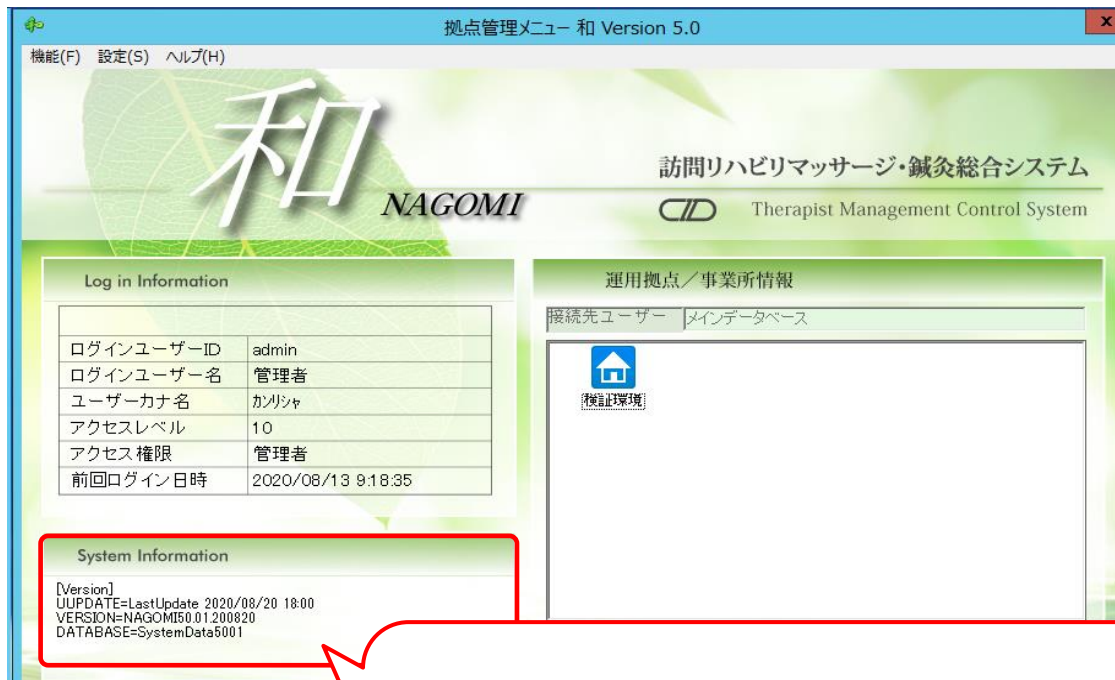 拠点管理メニュー 和 Version 5.0
x
機能(F) 設定(S) ヘルプ(H)
和
NAGOMI
訪問リハビリマッサージ・鍼灸総合システム
Therapist Management Control System
Log in Information
ログインユーザーID admin
ログインユーザー名 管理者
ユーザーカナ名 ｶﾝﾘｼｬ
アクセスレベル 10
アクセス権限 管理者
前回ログイン日時 2020/08/13 9:18:35
運用拠点／事業所情報
接続先ユーザー メインデータベース
検証環境
System Information
[Version]
UUPDATE=LastUpdate 2020/08/20 18:00
VERSION=NAGOMI50.01.200820
DATABASE=SystemData5001